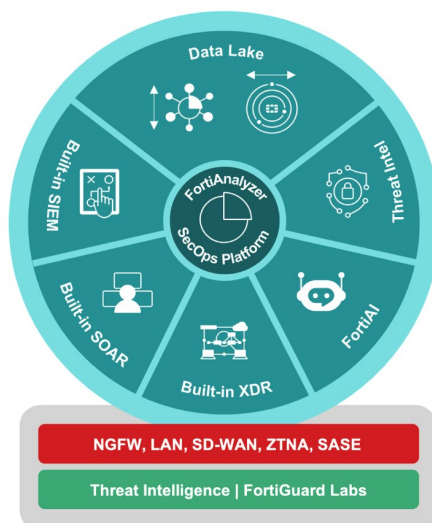 Data Lake
Built-in SIEM
Threat Intel
FortiAnalyzer
SecOps Platform
Built-in SOAR
FortiAI
Built-in XDR
NGFW, LAN, SD-WAN, ZTNA, SASE
Threat Intelligence | FortiGuard Labs